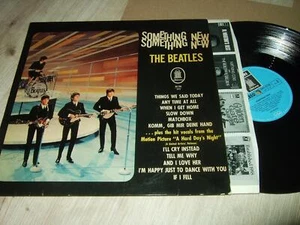 SOMETHING NEW
SOMETHING NEW
THE BEATLES
THINGS WE SAID TODAY
ANY TIME AT ALL
WHEN I GET HOME
SLOW DOWN
MATCHBOX
KOMM, GIB MIR DEINE HAND
...plus the hit vocals from the
Motion Picture "A Hard Day's Night"
I'LL CRY INSTEAD
TELL ME WHY
AND I LOVE HER
I'M HAPPY JUST TO DANCE WITH YOU
IF I FELL